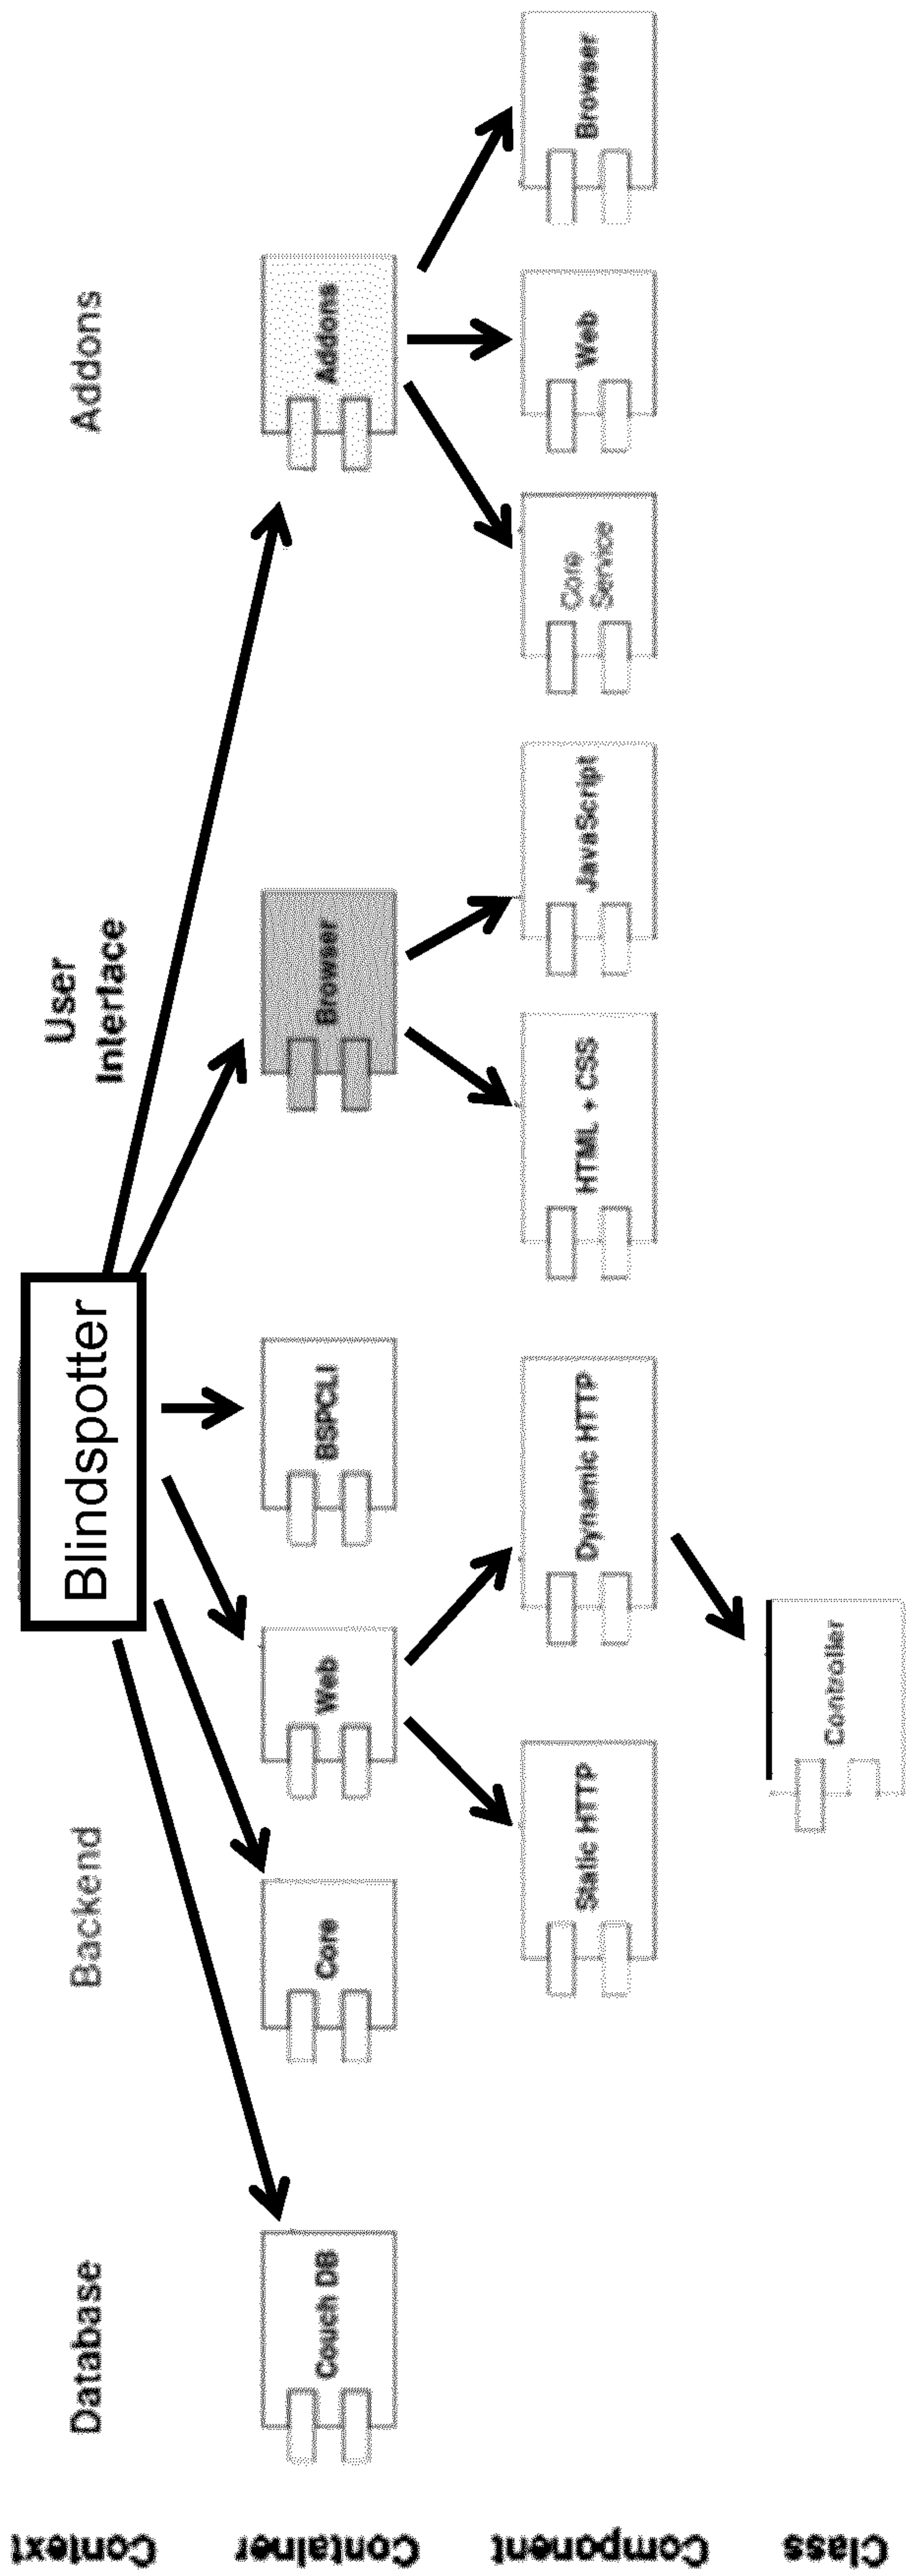 Context
Database
Backend
Blindspotter
User
Interface
Addons
Container
Couch DB
Core
Web
BSPCLI
Browser
Addons
Component
Static HTTP
Dynamic HTTP
HTML + CSS
JavaScript
Core
Service
Web
Browser
Class
Controller